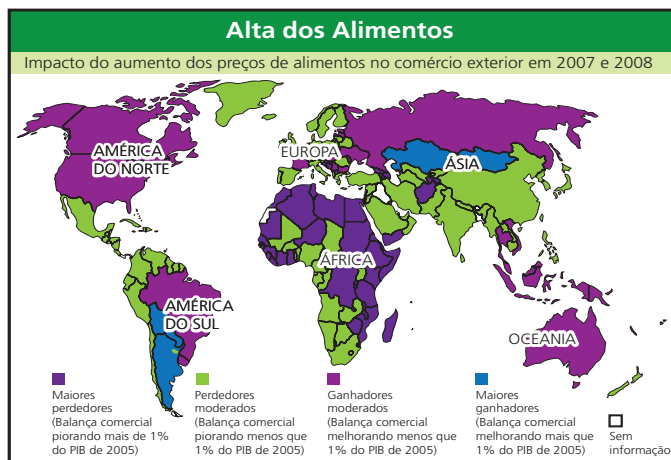 Alta dos Alimentos
Impacto do aumento dos preços de alimentos no comércio exterior em 2007 e 2008
AMÉRICA
DO NORTE
EUROPA
ÁSIA
ÁFRICA
AMÉRICA
DO SUL
OCEANIA
Maiores
perdedores
(Balança comercial
piorando mais de 1%
do PIB de 2005)
Perdedores
moderados
(Balança comercial
piorando menos que
1% do PIB de 2005)
Ganhadores
moderados
(Balança comercial
melhorando menos que
1% do PIB de 2005)
Maiores
ganhadores
(Balança comercial
melhorando mais que
1% do PIB de 2005)
Sem
informação